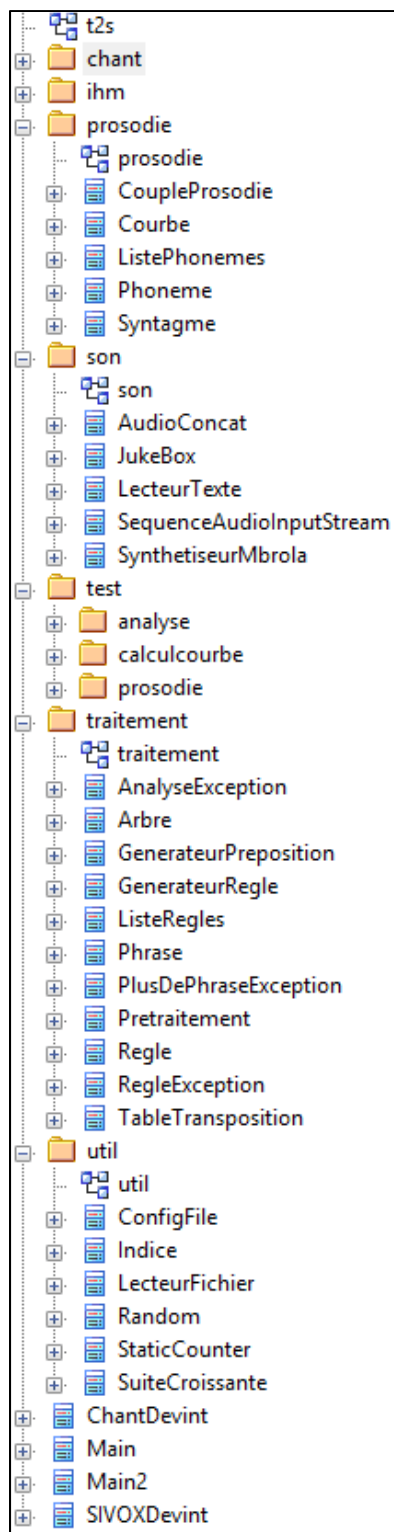 t2s
chant
ihm
prosodie
prosodie
CoupleProsodie
Courbe
ListePhonemes
Phoneme
Syntagme
son
son
AudioConcat
JukeBox
LecteurTexte
SequenceAudioInputStream
SynthetiseurMbrola
test
analyse
calculcourbe
prosodie
traitement
traitement
AnalyseException
Arbre
GenerateurPreposition
GenerateurRegle
ListeRegles
Phrase
PlusDePhraseException
Pretraitement
Regle
RegleException
TableTransposition
util
util
ConfigFile
Indice
LecteurFichier
Random
StaticCounter
SuiteCroissante
ChantDevint
Main
Main2
SIVOXDevint